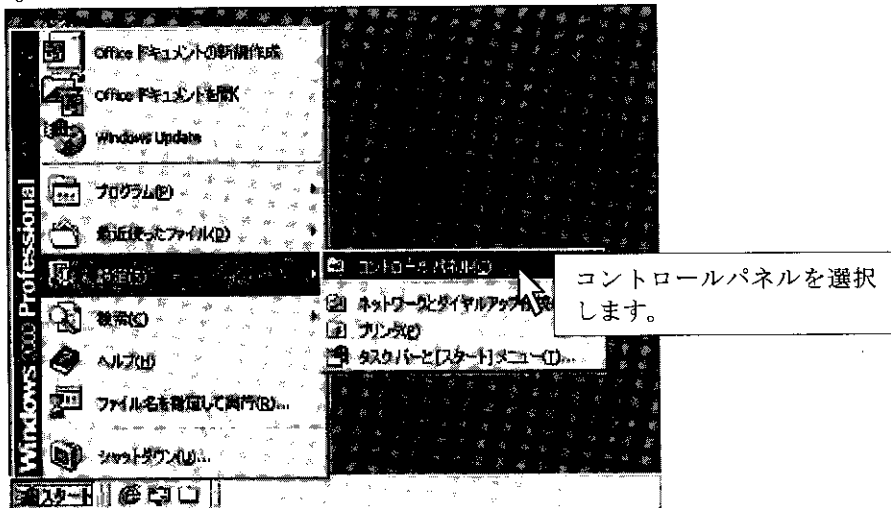 Office ドキュメントの新規作成
Office ドキュメントを開く
Windows Update
プログラム(P)
最近使ったファイル(D)
設定(S)
検索(C)
ヘルプ(H)
ファイル名を指定して実行(R)...
シャットダウン(U)...
Windows 2000 Professional
コントロール パネル(C)
ネットワークとダイヤルアップ接続
プリンタ(P)
タスク バーと [スタート] メニュー(T)...
コントロールパネルを選択
します。
スタート